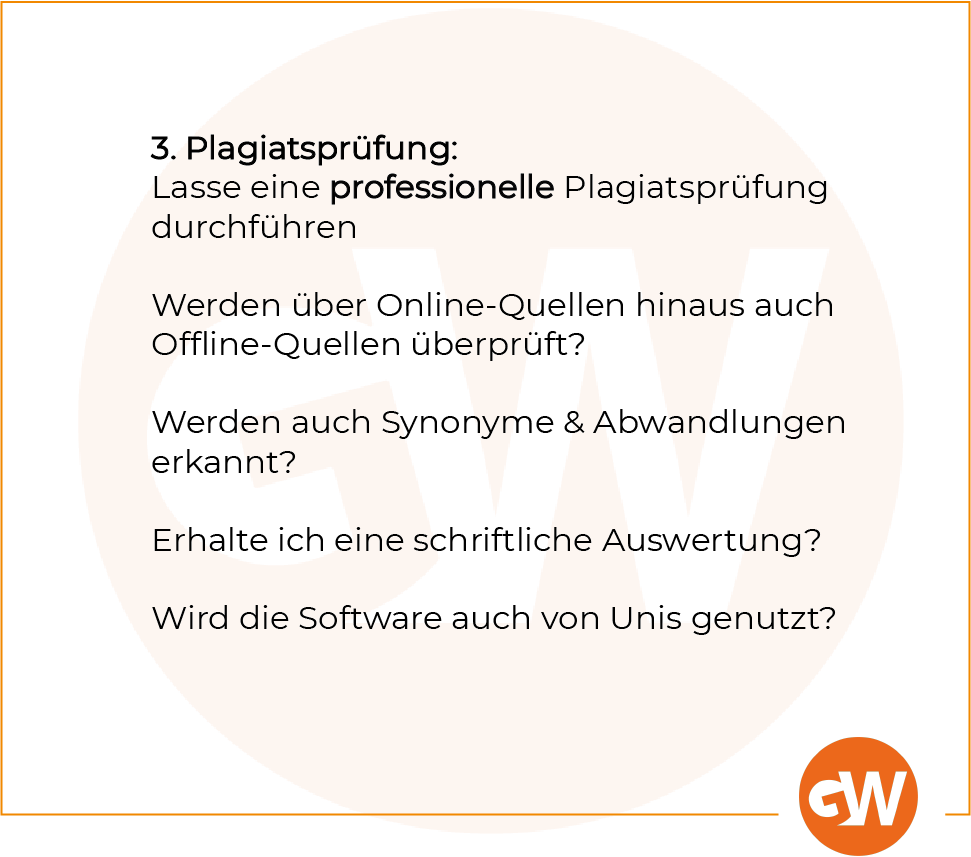 3. Plagiatsprüfung:
Lasse eine professionelle Plagiatsprüfung
durchführen
Werden über Online-Quellen hinaus auch
Offline-Quellen überprüft?
Werden auch Synonyme & Abwandlungen
erkannt?
Erhalte ich eine schriftliche Auswertung?
Wird die Software auch von Unis genutzt?
GW